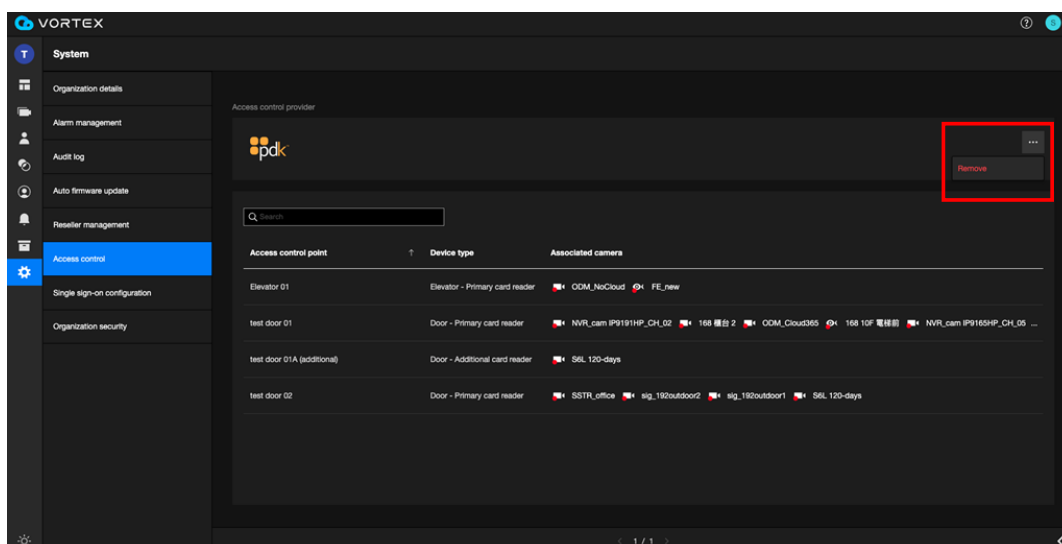 VORTEX
?
S
T
System
Organization details
Alarm management
Audit log
Auto firmware update
Reseller management
Access control
Single sign-on configuration
Organization security
Access control provider
pdk
...
Remove
Search
Access control point ↑ Device type Associated camera
Elevator 01 Elevator - Primary card reader ODM_NoCloud FE_new
test door 01 Door - Primary card reader NVR_cam IP9191HP_CH_02 168 櫃台 2 ODM_Cloud365 168 10F 電梯前 NVR_cam IP9165HP_CH_05 ...
test door 01A (additional) Door - Additional card reader S6L 120-days
test door 02 Door - Primary card reader SSTR_office sig_192outdoor2 sig_192outdoor1 S6L 120-days
< 1 / 1 >